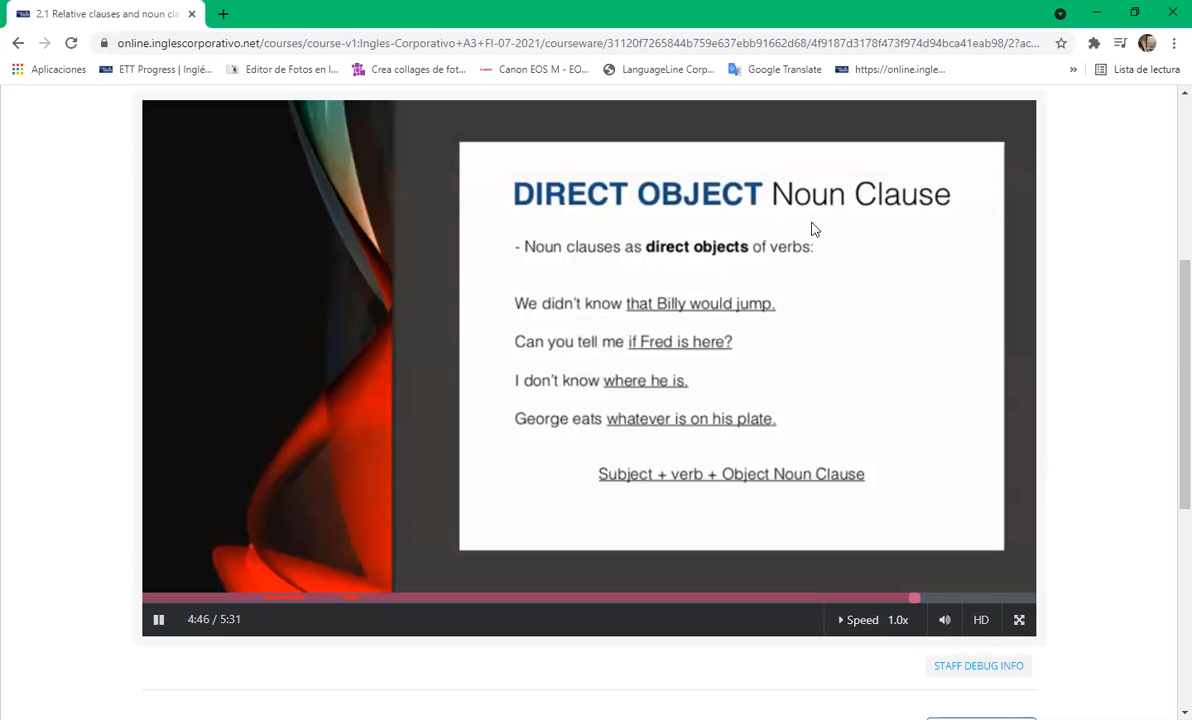 2.1 Relative clauses and noun cla
online.inglescorporativo.net/courses/course-v1:Ingles-Corporativo+A3+FI-07-2021/courseware/31120f7265844b759e637ebb91662d68/4f9187d3178f473f974d94bca41eab98/2?ac...
Aplicaciones ETT Progress | Inglé... Editor de Fotos en l... Crea collages de fot... Canon EOS M - EO... LanguageLine Corp... Google Translate https://online.ingle... » Lista de lectura
DIRECT OBJECT Noun Clause
- Noun clauses as direct objects of verbs:
We didn't know that Billy would jump.
Can you tell me if Fred is here?
I don't know where he is.
George eats whatever is on his plate.
Subject + verb + Object Noun Clause
4:46 / 5:31 Speed 1.0x HD
STAFF DEBUG INFO